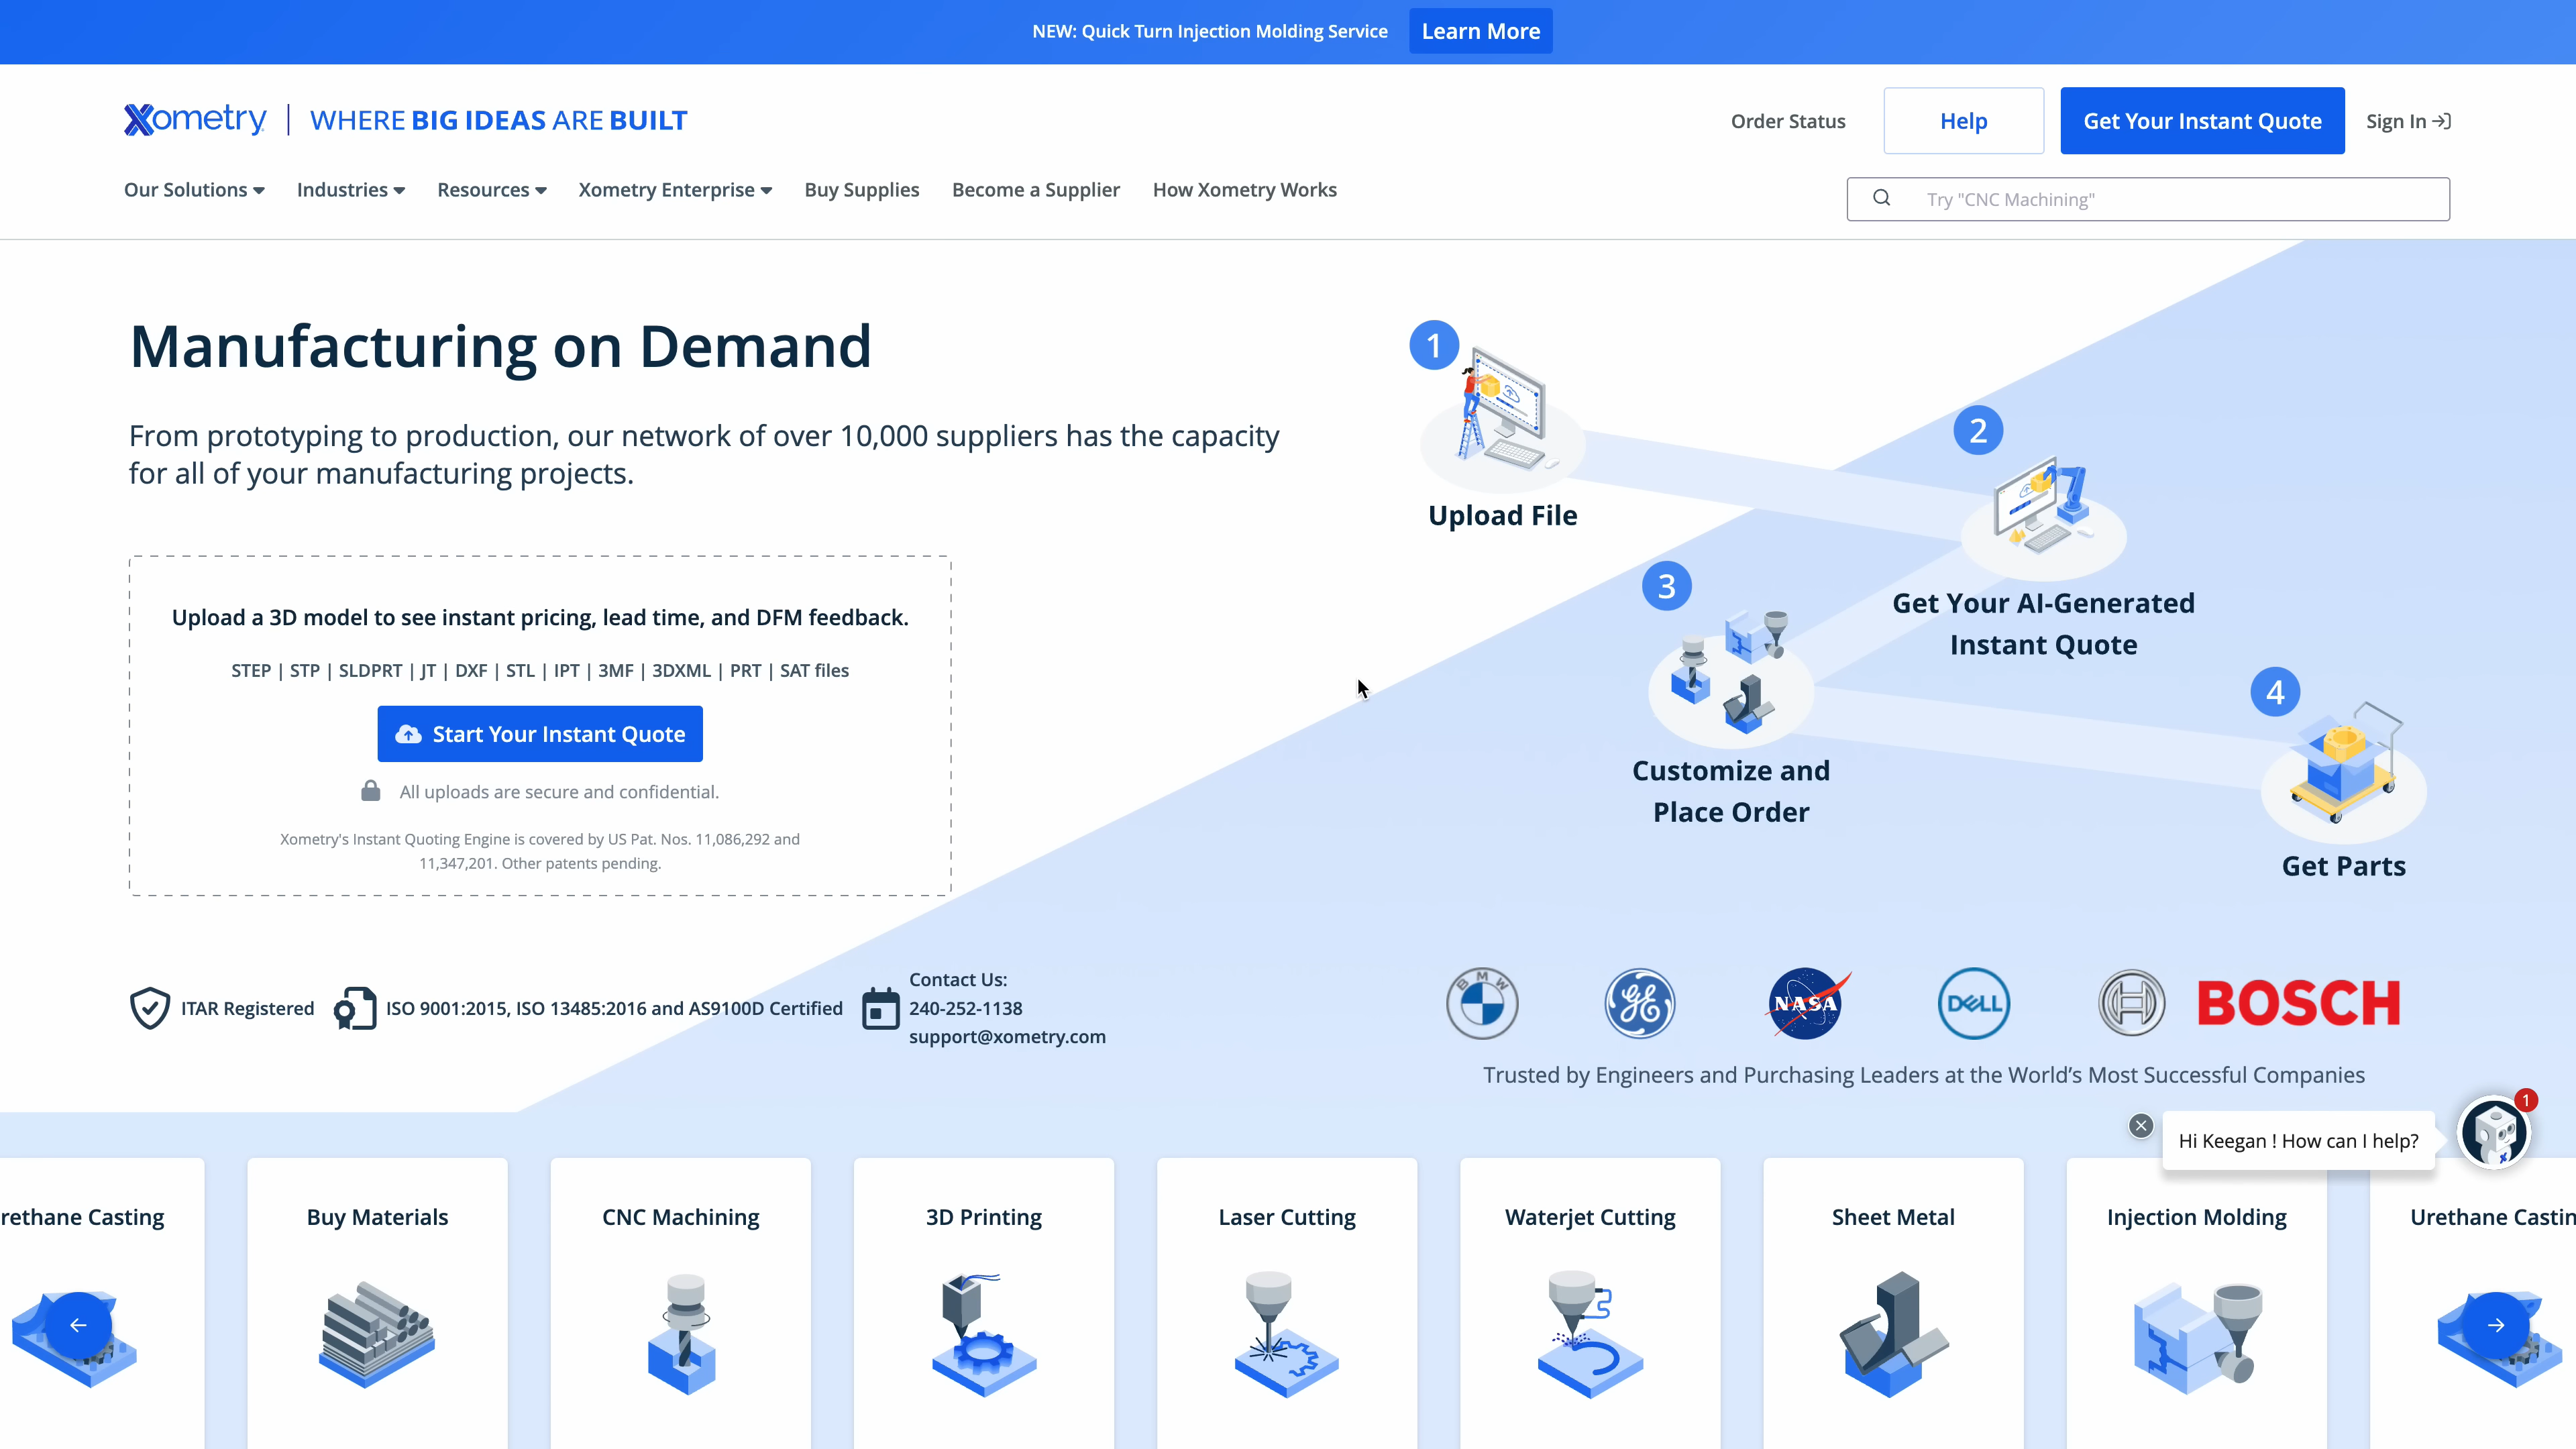 NEW: Quick Turn Injection Molding Service
Learn More
Xometry
WHERE BIG IDEAS ARE BUILT
Order Status
Help
Get Your Instant Quote
Sign In
Our Solutions
Industries
Resources
Xometry Enterprise
Buy Supplies
Become a Supplier
How Xometry Works
Try "CNC Machining"
Manufacturing on Demand
From prototyping to production, our network of over 10,000 suppliers has the capacity
for all of your manufacturing projects.
Upload a 3D model to see instant pricing, lead time, and DFM feedback.
STEP | STP | SLDPRT | JT | DXF | STL | IPT | 3MF | 3DXML | PRT | SAT files
Start Your Instant Quote
All uploads are secure and confidential.
Xometry's Instant Quoting Engine is covered by US Pat. Nos. 11,086,292 and
11,347,201. Other patents pending.
1
Upload File
2
Get Your AI-Generated
Instant Quote
3
Customize and
Place Order
4
Get Parts
ITAR Registered
ISO 9001:2015, ISO 13485:2016 and AS9100D Certified
Contact Us:
240-252-1138
support@xometry.com
BMW
GE
NASA
DELL
BOSCH
Trusted by Engineers and Purchasing Leaders at the World’s Most Successful Companies
Hi Keegan ! How can I help?
1
rethane Casting
Buy Materials
CNC Machining
3D Printing
Laser Cutting
Waterjet Cutting
Sheet Metal
Injection Molding
Urethane Castin